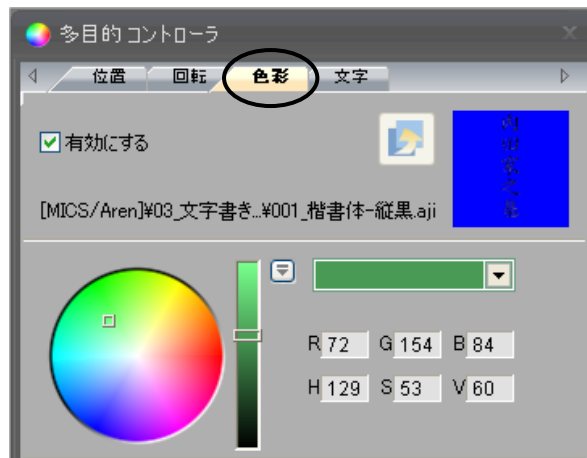 多目的コントローラ
位置 回転 色彩 文字
有効にする
[MICS/Aren]¥03_文字書き...¥001_楷書体-縦黒.aji
R 72 G 154 B 84
H 129 S 53 V 60